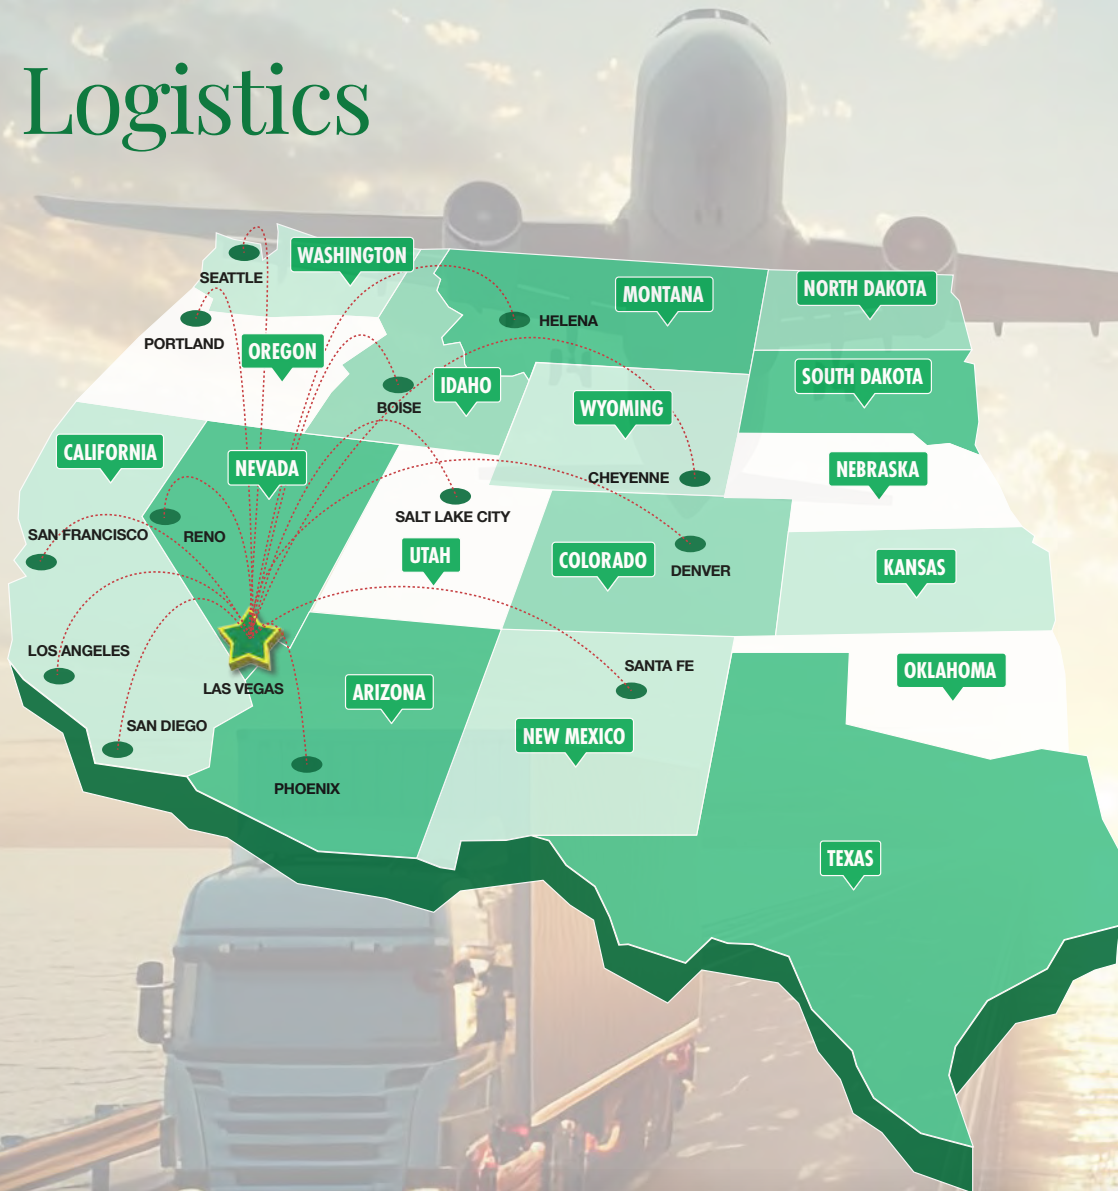 Logistics
WASHINGTON
SEATTLE
MONTANA
NORTH DAKOTA
HELENA
PORTLAND
OREGON
IDAHO
SOUTH DAKOTA
BOISE
WYOMING
CALIFORNIA
NEVADA
CHEYENNE
NEBRASKA
SALT LAKE CITY
SAN FRANCISCO
RENO
UTAH
COLORADO
DENVER
KANSAS
LOS ANGELES
SANTA FE
OKLAHOMA
LAS VEGAS
ARIZONA
SAN DIEGO
NEW MEXICO
PHOENIX
TEXAS